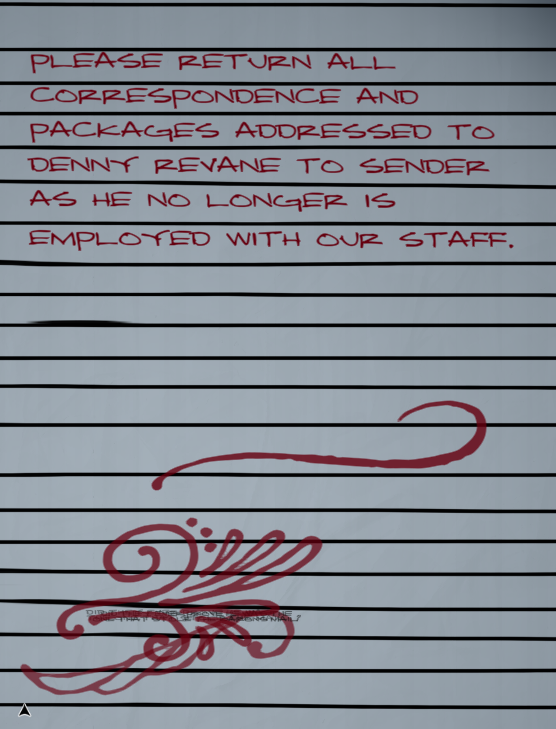 PLEASE RETURN ALL
CORRESPONDENCE AND
PACKAGES ADDRESSED TO
DENNY REVANE TO SENDER
AS HE NO LONGER IS
EMPLOYED WITH OUR STAFF.